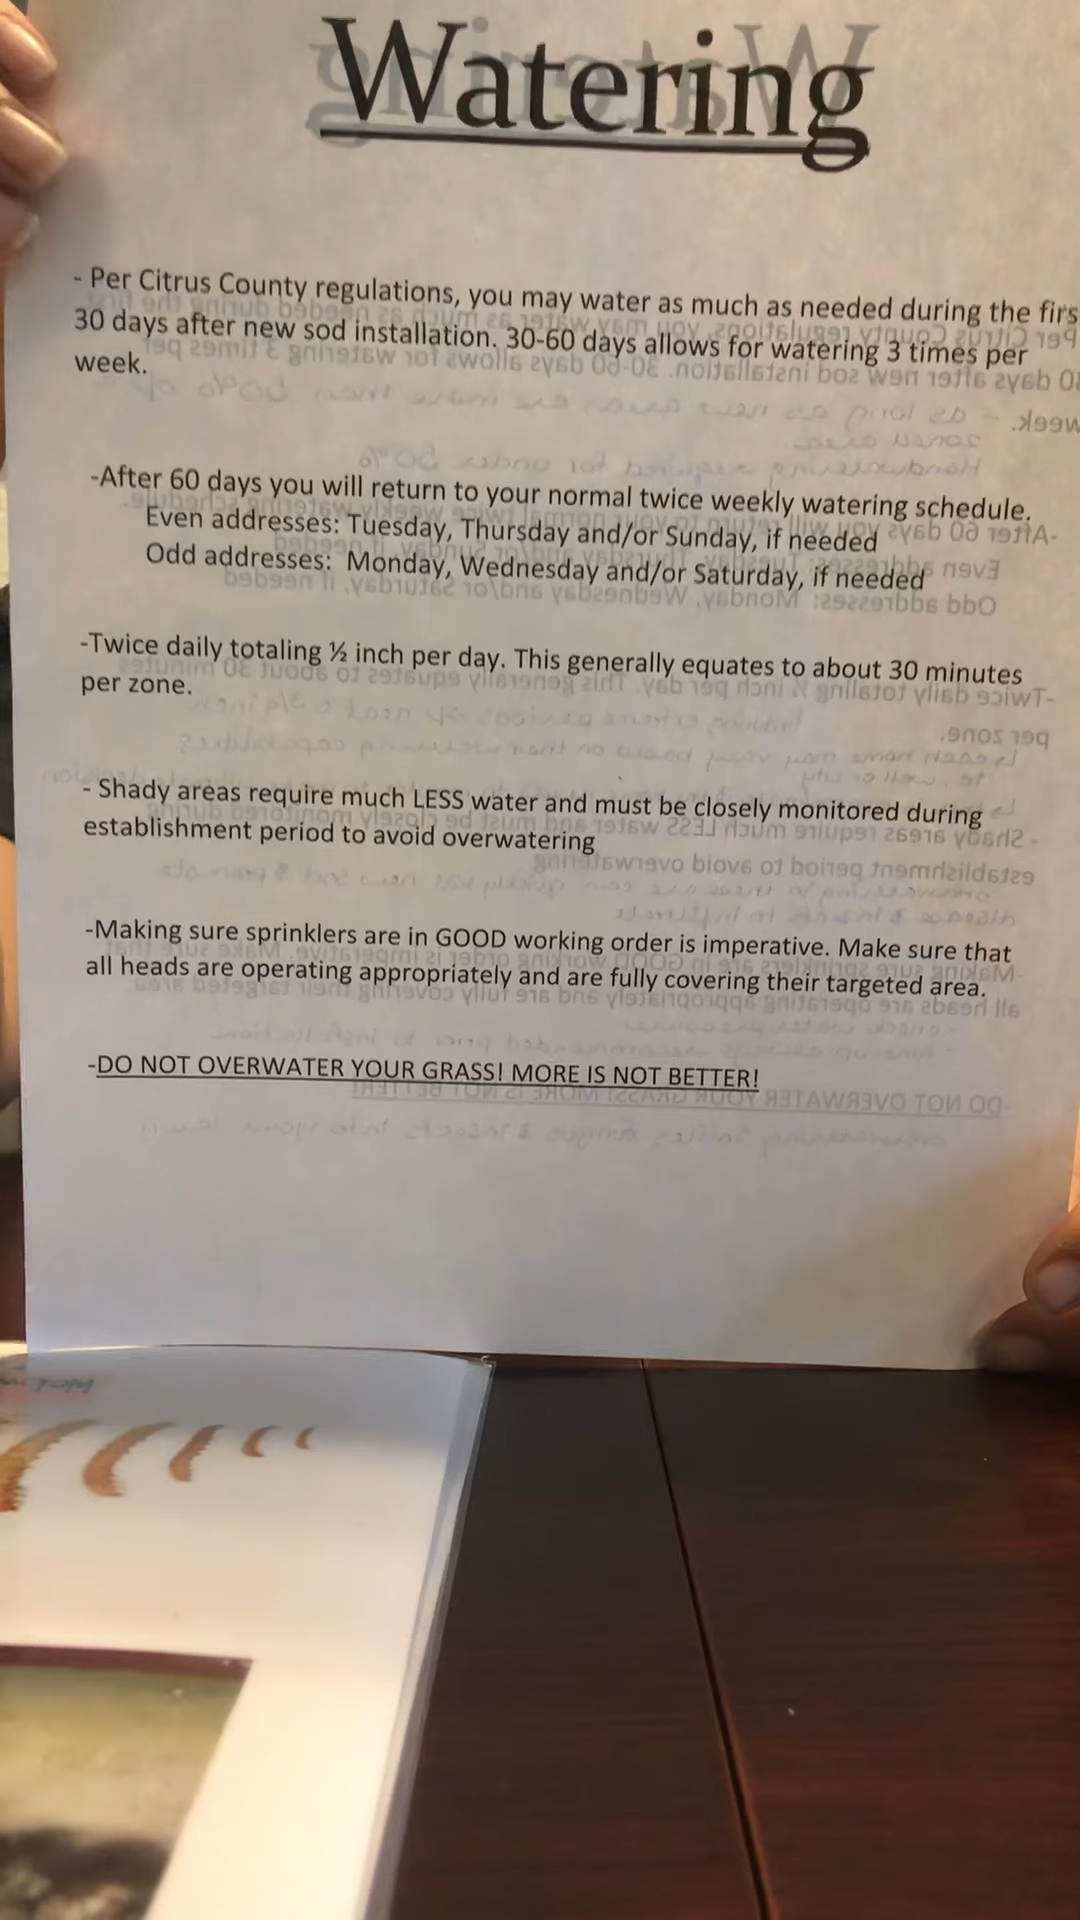 Watering
- Per Citrus County regulations, you may water as much as needed during the firs
30 days after new sod installation. 30-60 days allows for watering 3 times per
week.
-After 60 days you will return to your normal twice weekly watering schedule.
Even addresses: Tuesday, Thursday and/or Sunday, if needed
Odd addresses: Monday, Wednesday and/or Saturday, if needed
-Twice daily totaling ½ inch per day. This generally equates to about 30 minutes
per zone.
- Shady areas require much LESS water and must be closely monitored during
establishment period to avoid overwatering
-Making sure sprinklers are in GOOD working order is imperative. Make sure that
all heads are operating appropriately and are fully covering their targeted area.
-DO NOT OVERWATER YOUR GRASS! MORE IS NOT BETTER!